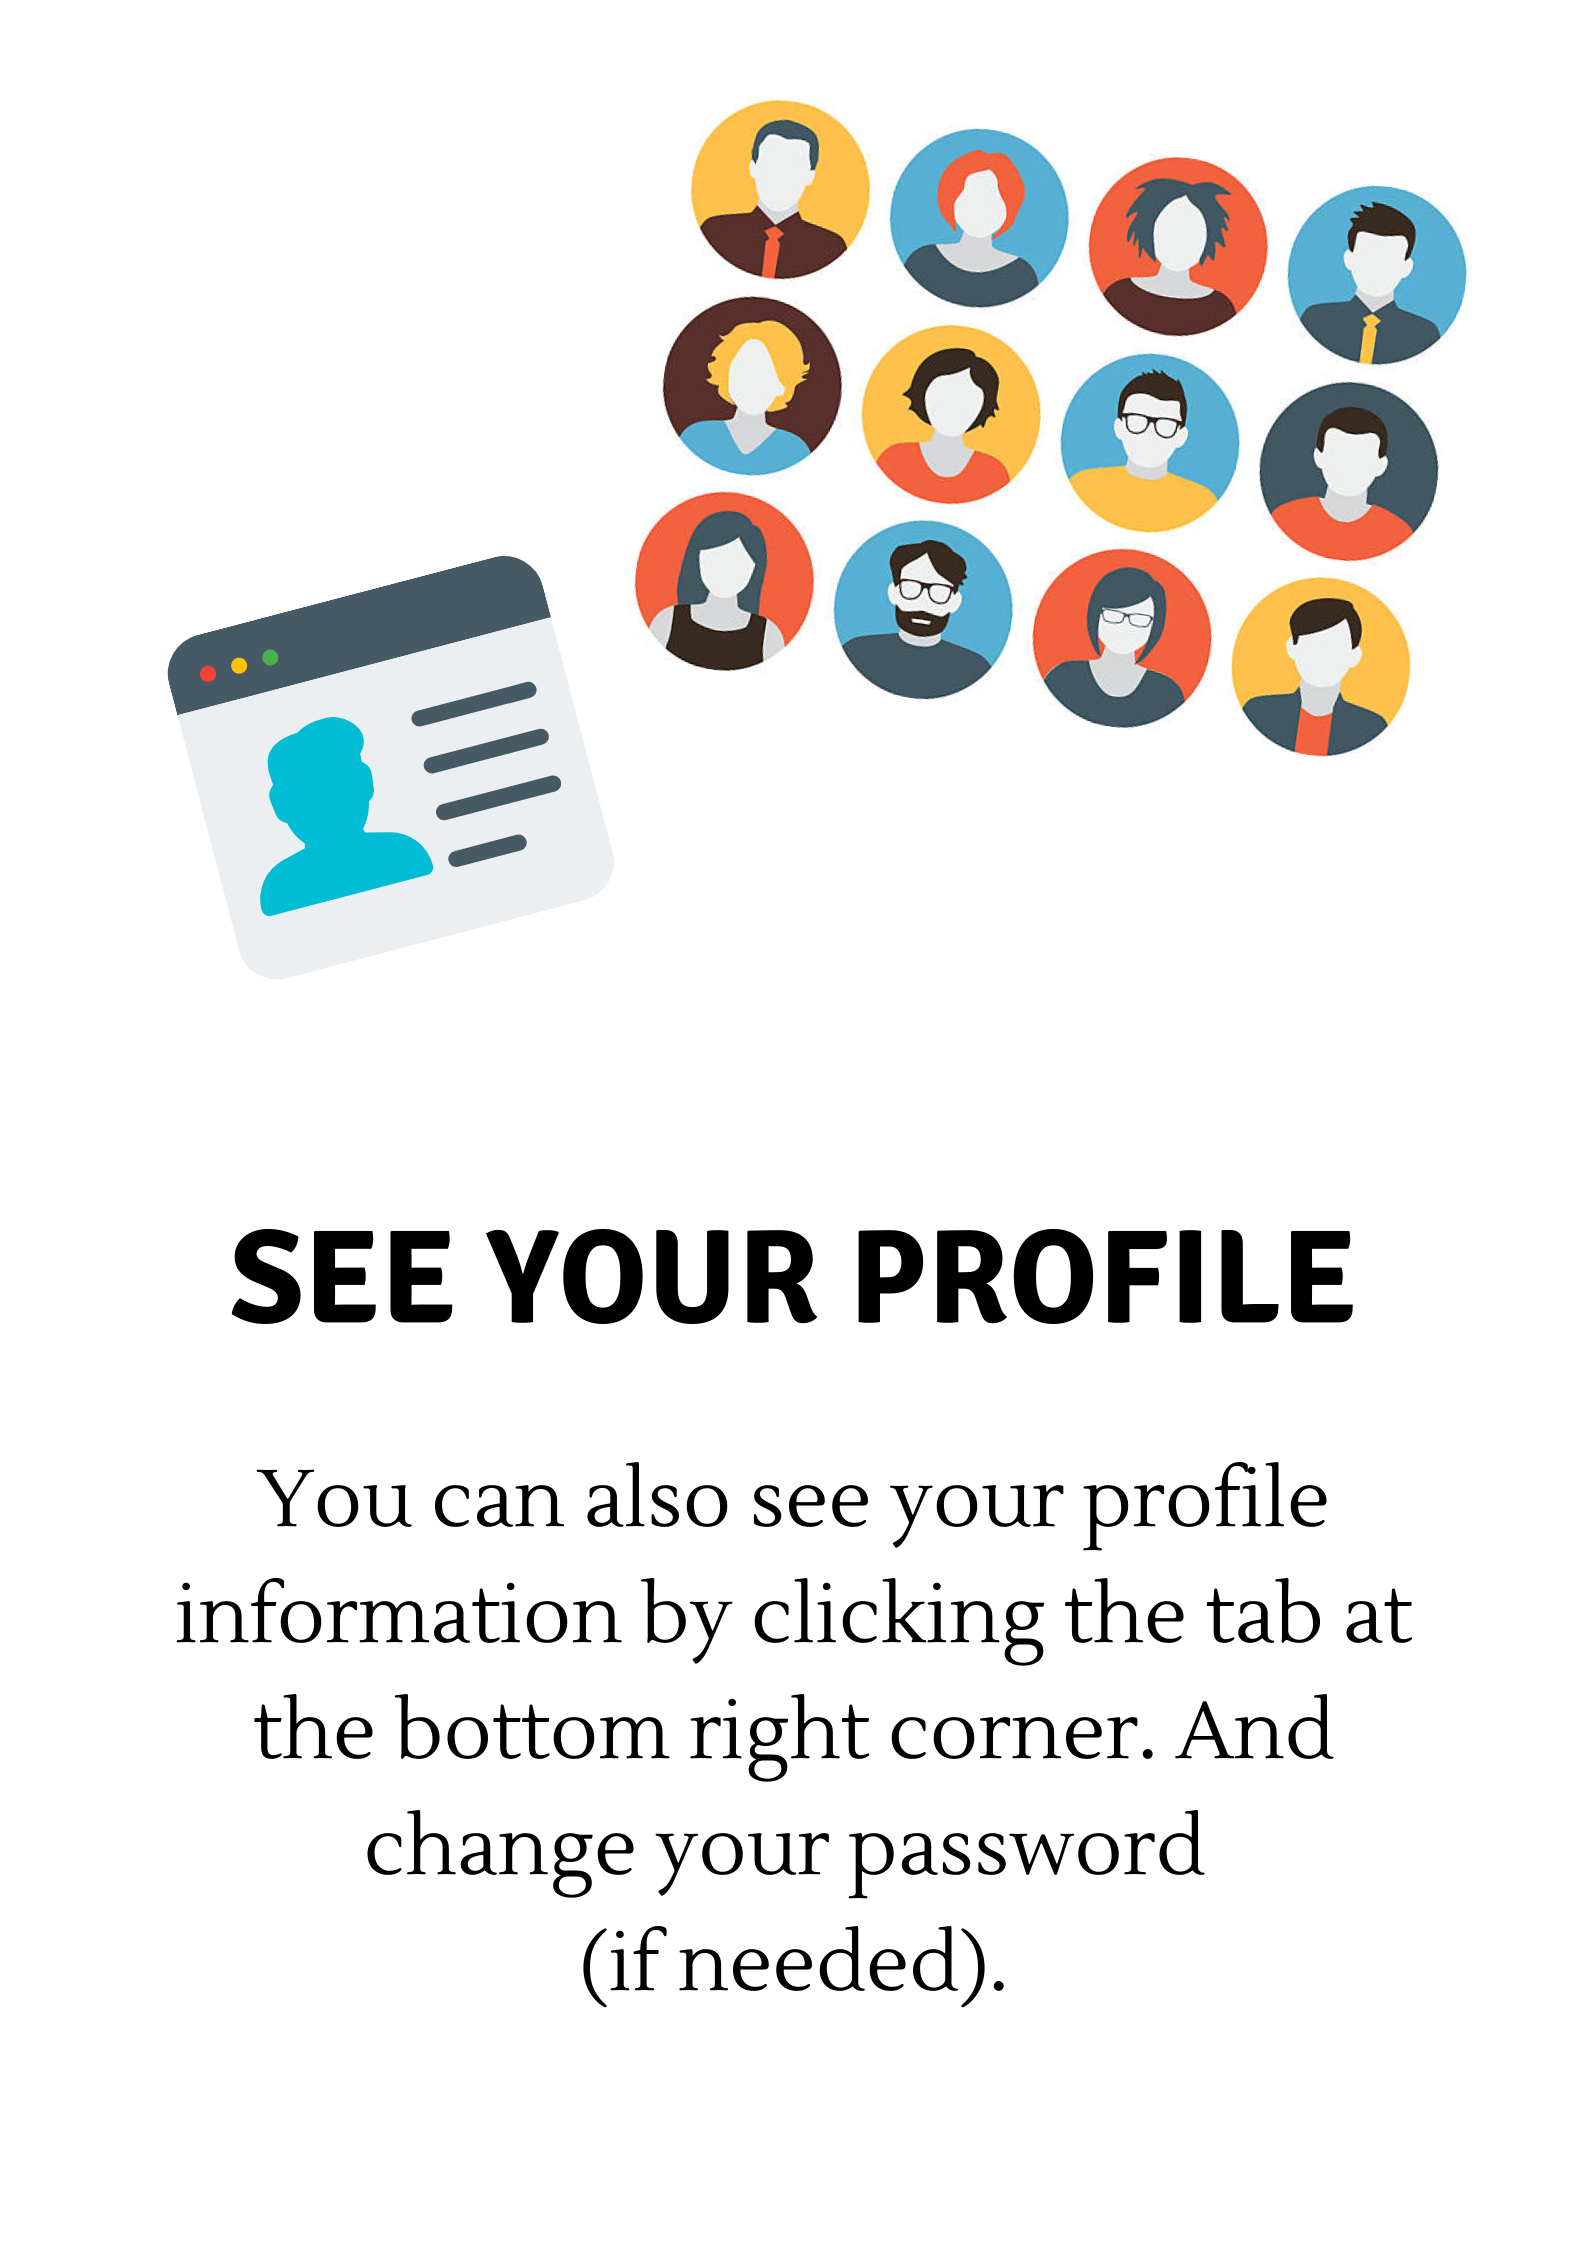 SEE YOUR PROFILE
You can also see your profile
information by clicking the tab at
the bottom right corner. And
change your password
(if needed).